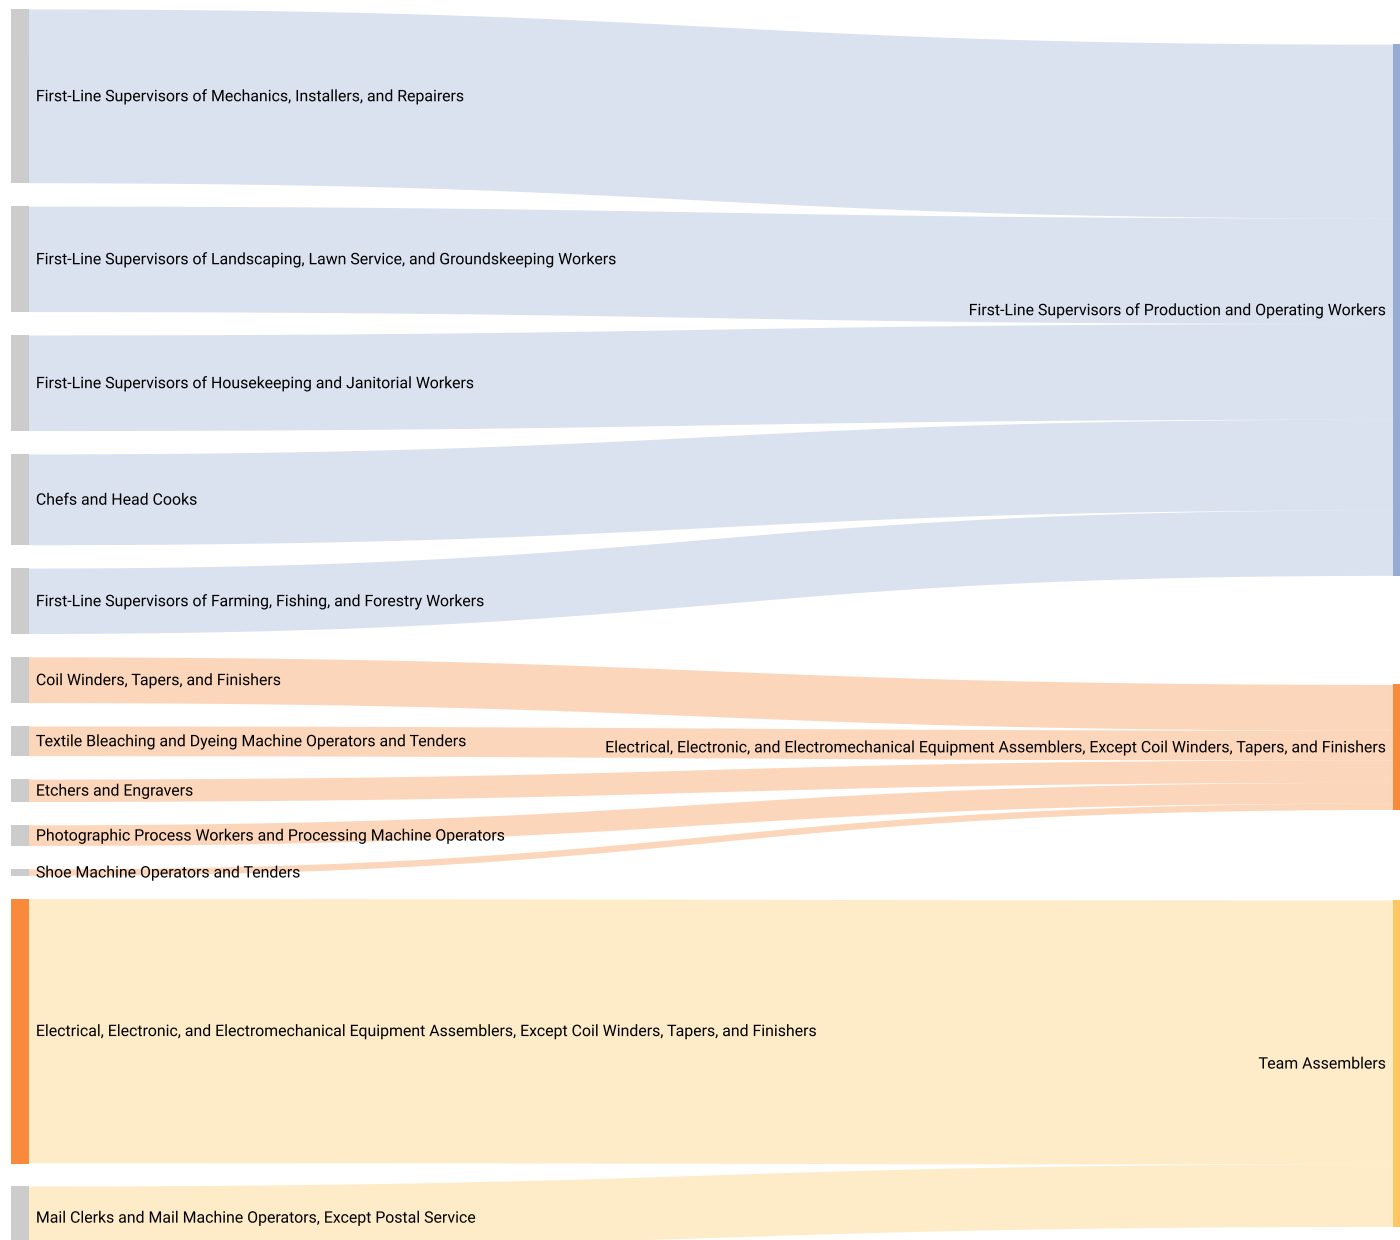 First-Line Supervisors of Mechanics, Installers, and Repairers
First-Line Supervisors of Landscaping, Lawn Service, and Groundskeeping Workers
First-Line Supervisors of Production and Operating Workers
First-Line Supervisors of Housekeeping and Janitorial Workers
Chefs and Head Cooks
First-Line Supervisors of Farming, Fishing, and Forestry Workers
Coil Winders, Tapers, and Finishers
Textile Bleaching and Dyeing Machine Operators and Tenders
Electrical, Electronic, and Electromechanical Equipment Assemblers, Except Coil Winders, Tapers, and Finishers
Etchers and Engravers
Photographic Process Workers and Processing Machine Operators
Shoe Machine Operators and Tenders
Electrical, Electronic, and Electromechanical Equipment Assemblers, Except Coil Winders, Tapers, and Finishers
Team Assemblers
Mail Clerks and Mail Machine Operators, Except Postal Service